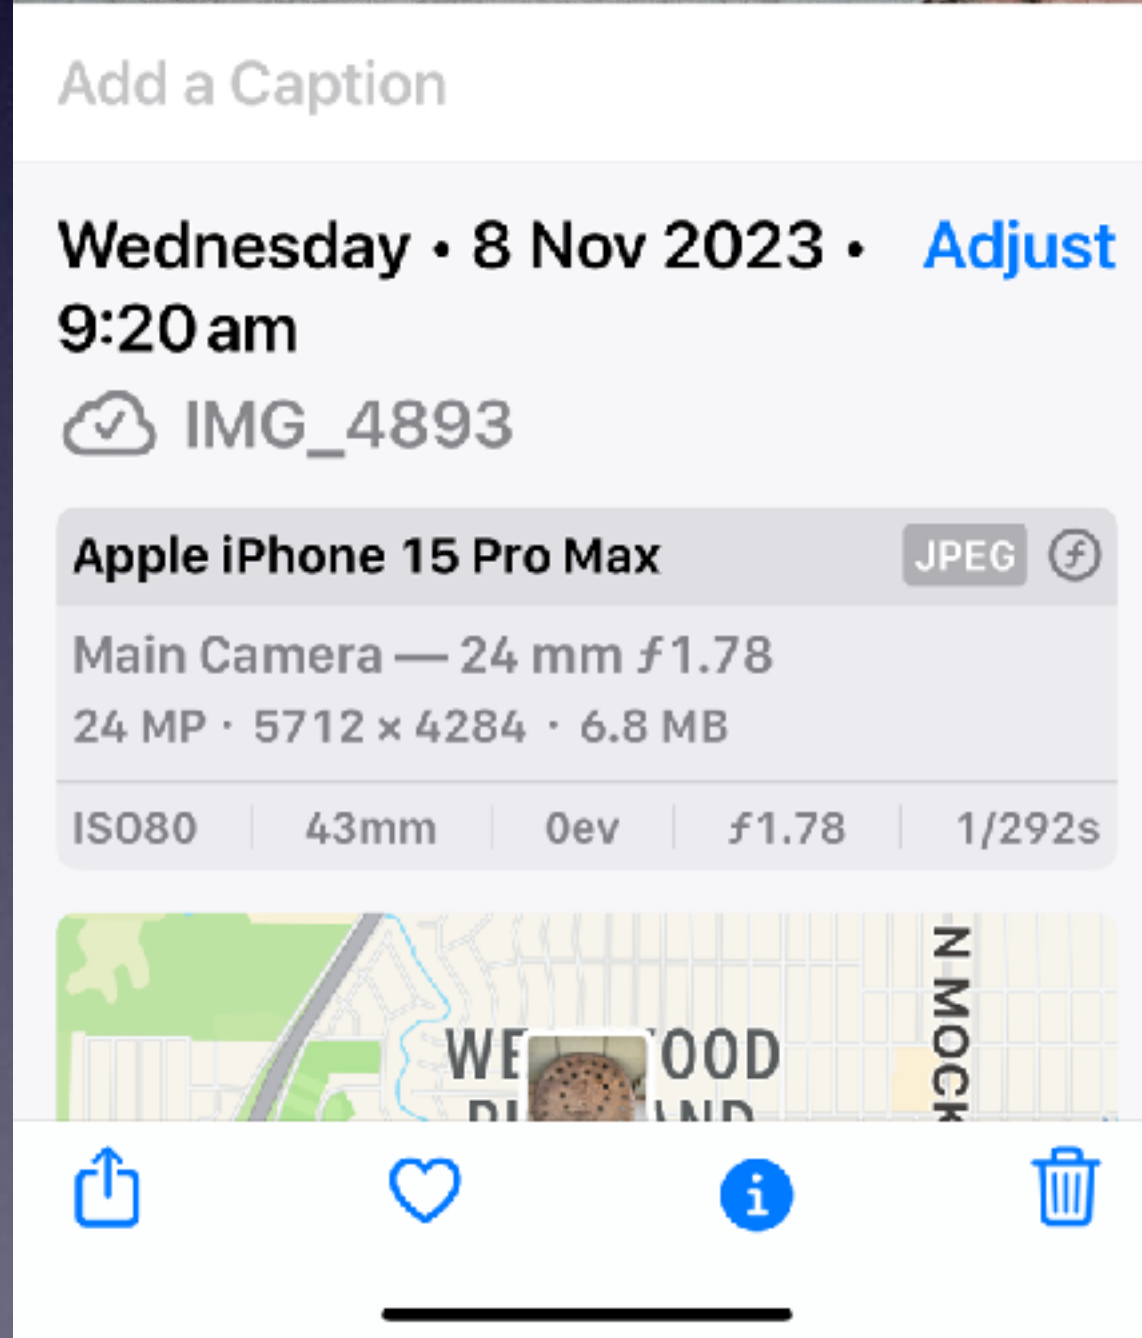 Add a Caption
Wednesday • 8 Nov 2023 • Adjust
9:20 am
IMG_4893
Apple iPhone 15 Pro Max JPEG
Main Camera — 24 mm ƒ1.78
24 MP · 5712 × 4284 · 6.8 MB
ISO80 43mm 0ev ƒ1.78 1/292s
N MOCK